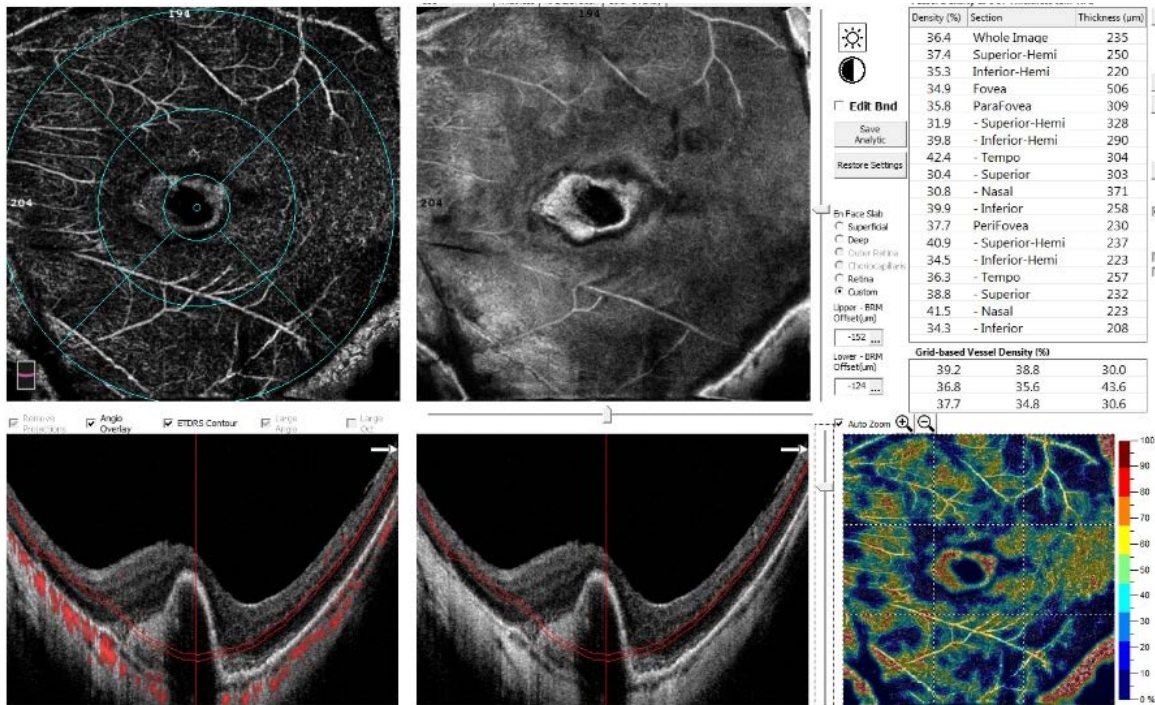 194
204
194
204
Edit Bnd
Save Analytic
Restore Settings
En Face Slab
Superficial
Deep
Outer Retina
Choriocapillaris
Retina
Custom
Upper - BRM
Offset(µm)
-152 ...
Lower - BRM
Offset(µm)
-124 ...
Density (%) Section Thickness (µm)
36.4 Whole Image 235
37.4 Superior-Hemi 250
35.3 Inferior-Hemi 220
34.9 Fovea 506
35.8 ParaFovea 309
31.9 - Superior-Hemi 328
39.8 - Inferior-Hemi 290
42.4 - Tempo 304
30.4 - Superior 303
30.8 - Nasal 371
39.9 - Inferior 258
37.7 PeriFovea 230
40.9 - Superior-Hemi 237
34.5 - Inferior-Hemi 223
36.3 - Tempo 257
38.8 - Superior 232
41.5 - Nasal 223
34.3 - Inferior 208
Grid-based Vessel Density (%)
39.2 38.8 30.0
36.8 35.6 43.6
37.7 34.8 30.6
Remove Projections
Angio Overlay
ETDRS Contour
Large Angio
Large Oct
Auto Zoom
100
90
80
70
60
50
40
30
20
10
0 %